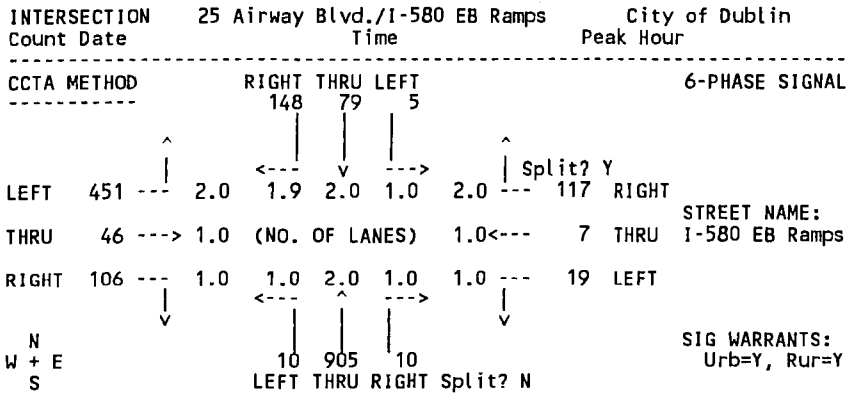 INTERSECTION 25 Airway Blvd./I-580 EB Ramps City of Dublin
Count Date Time Peak Hour
CCTA METHOD RIGHT THRU LEFT 6-PHASE SIGNAL
148 79 5
^ ^
<--- v ---> Split? Y
LEFT 451 --- 2.0 1.9 2.0 1.0 2.0 --- 117 RIGHT
STREET NAME:
THRU 46 ---> 1.0 (NO. OF LANES) 1.0<--- 7 THRU I-580 EB Ramps
RIGHT 106 --- 1.0 1.0 2.0 1.0 1.0 --- 19 LEFT
<--- ^ --->
v v
N SIG WARRANTS:
W + E 10 905 10 Urb=Y, Rur=Y
S LEFT THRU RIGHT Split? N